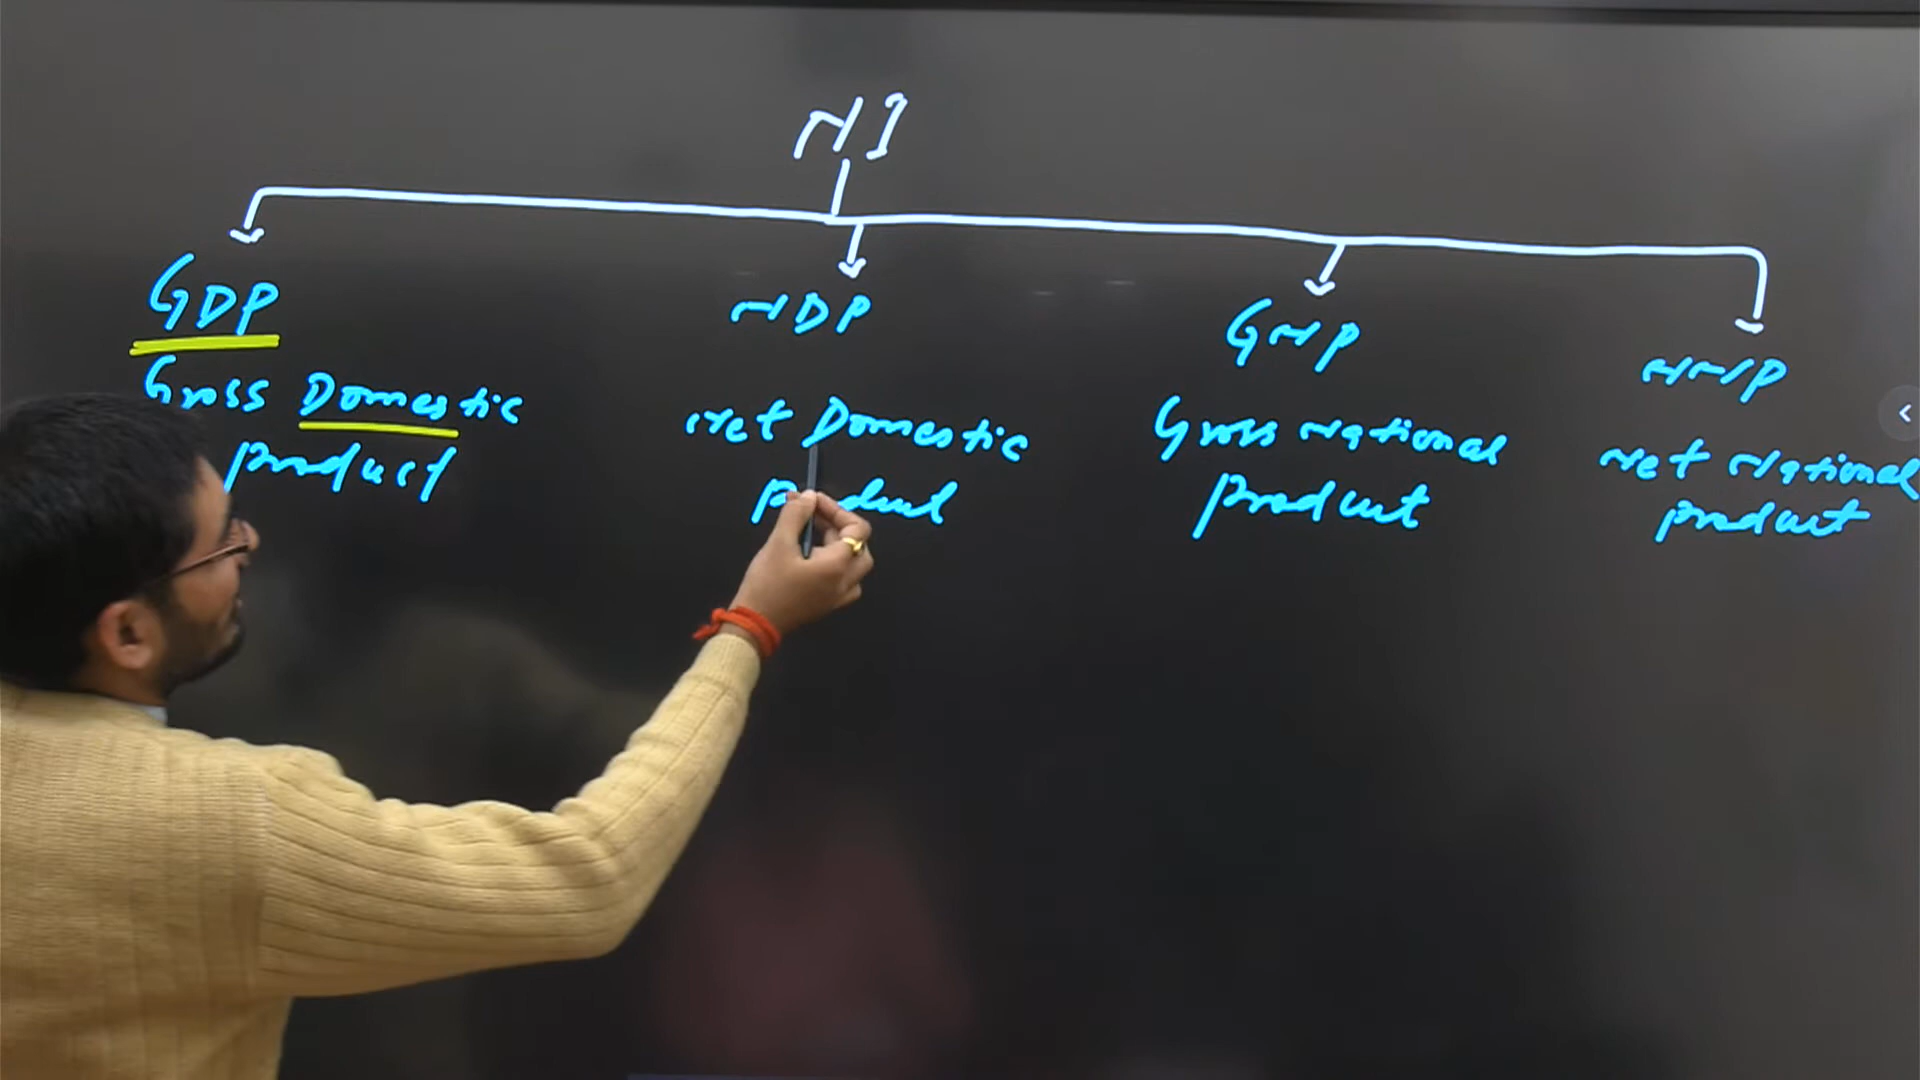 NI
GDP
NDP
GNP
NNP
Gross Domestic
product
Net Domestic
product
Gross National
product
Net National
product